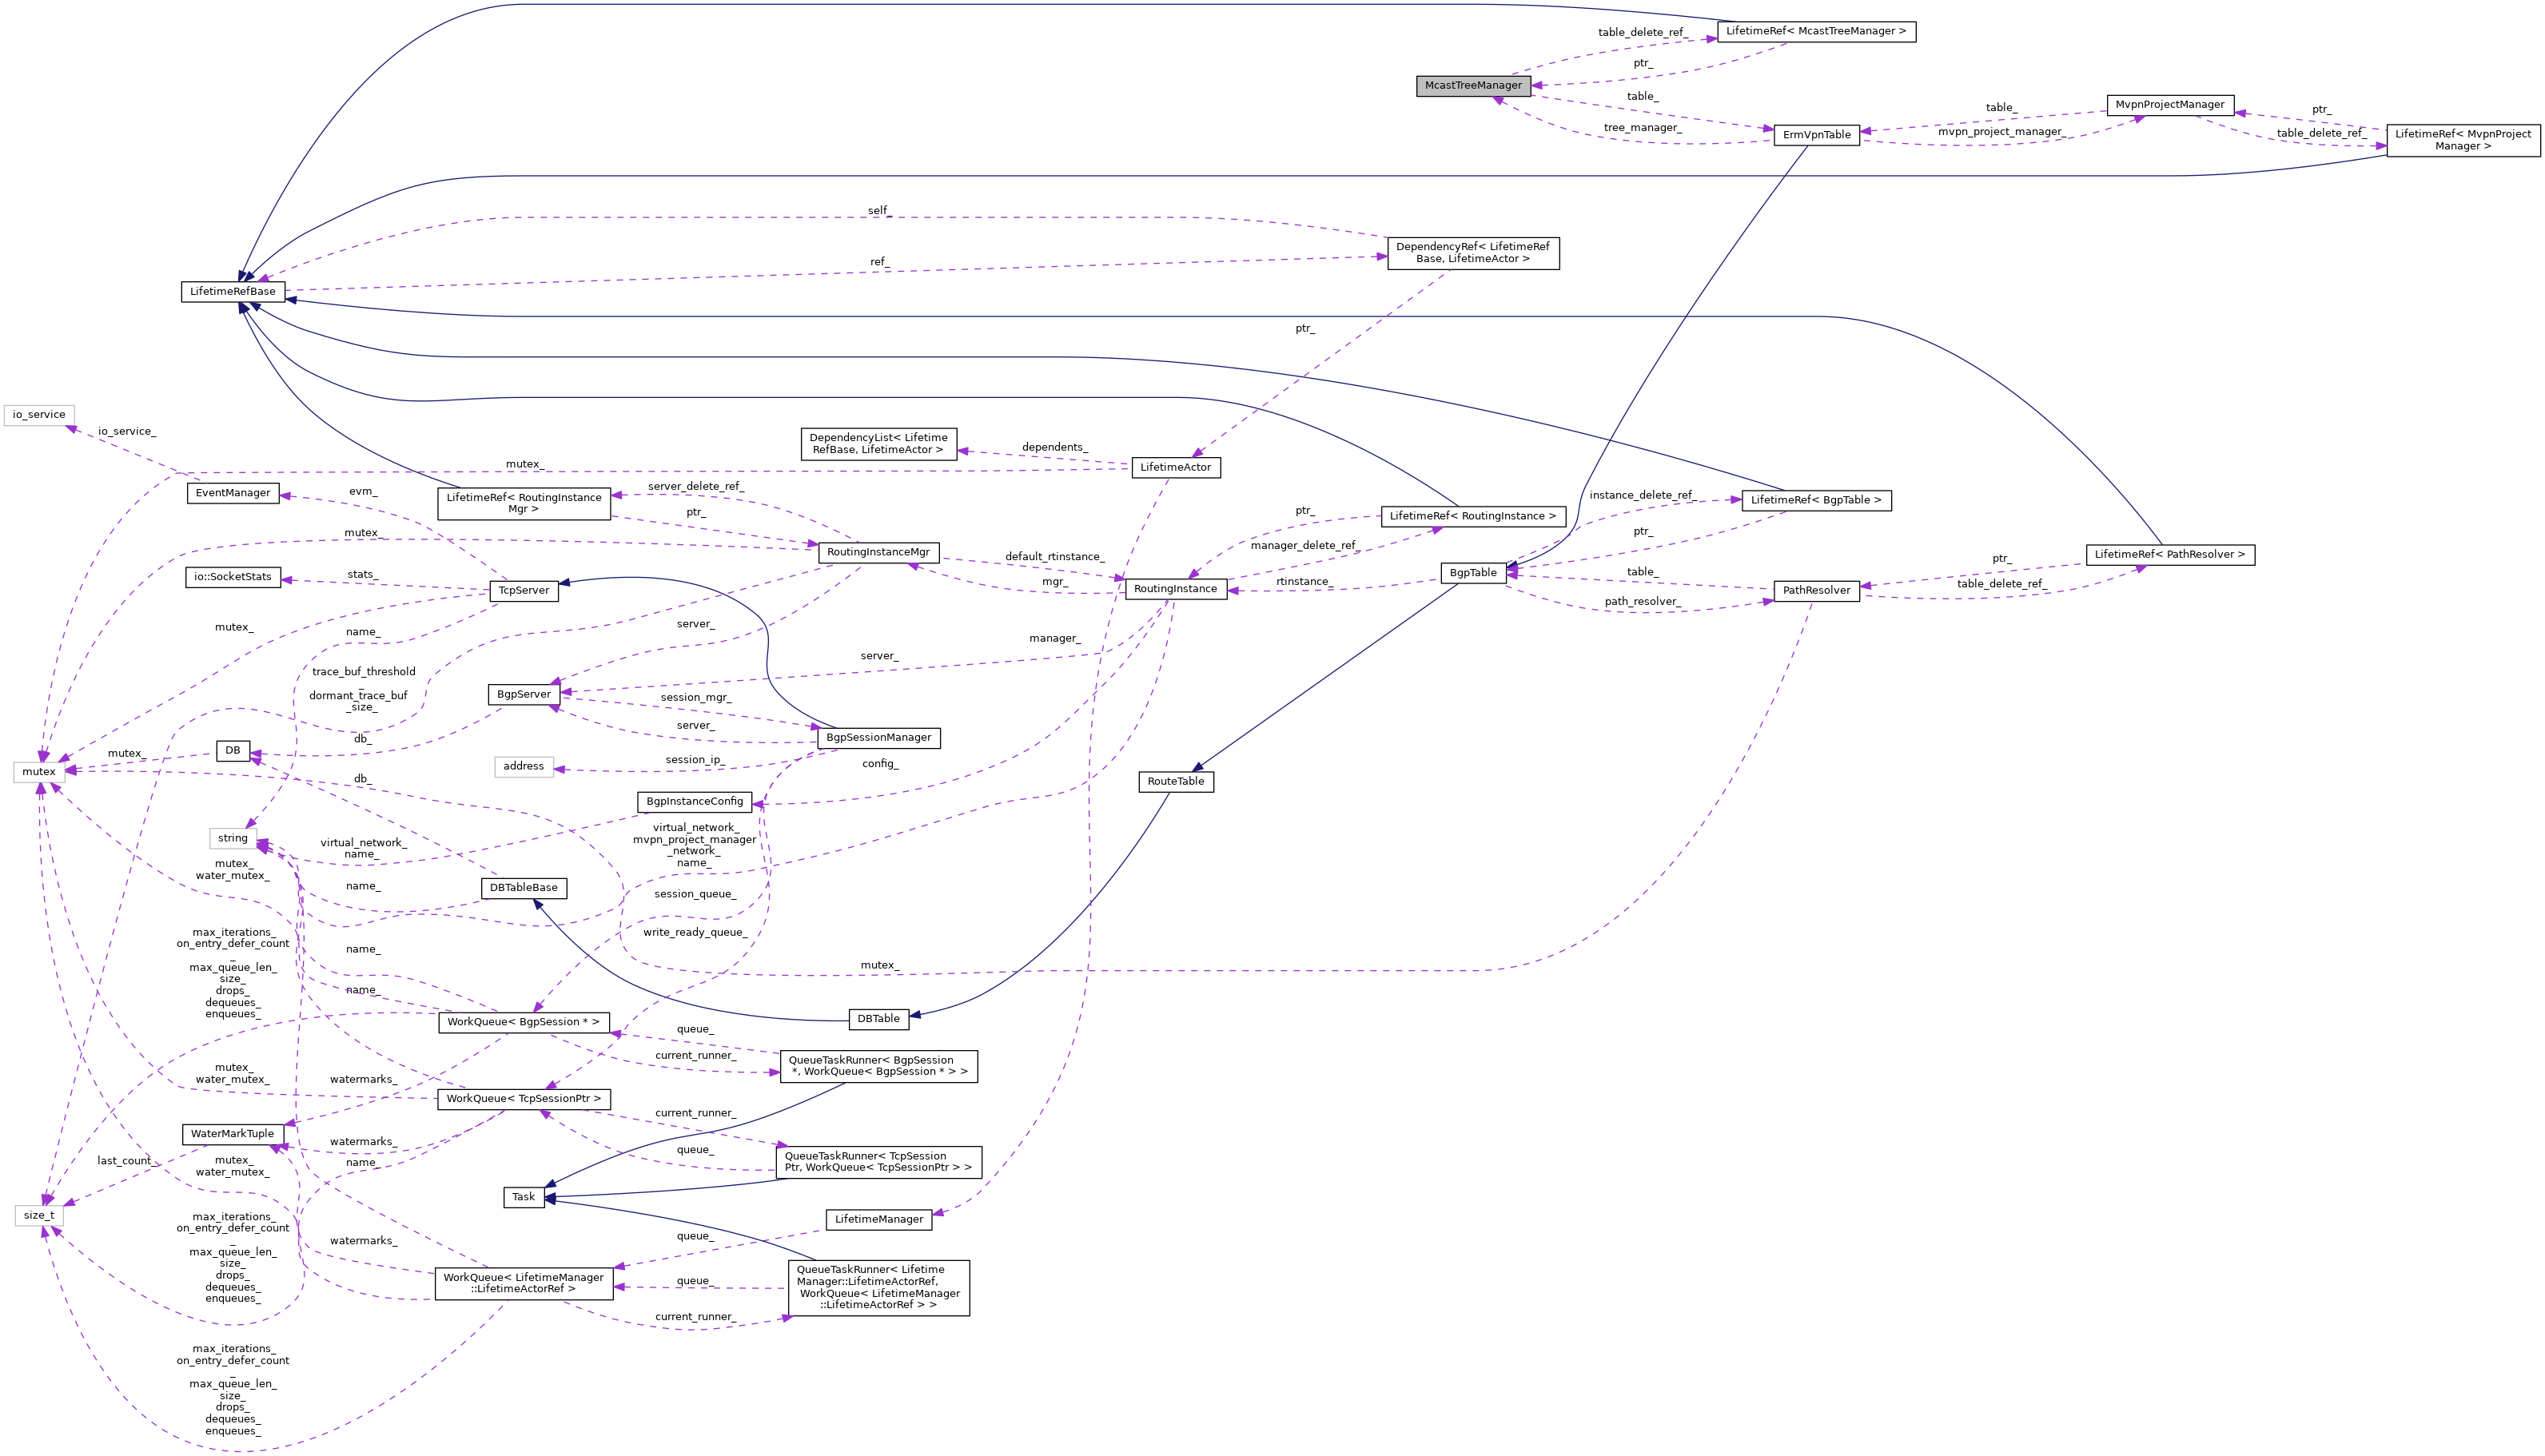 LifetimeRef< McastTreeManager >
table_delete_ref_
ptr_
McastTreeManager
table_
tree_manager_
ErmVpnTable
table_
mvpn_project_manager_
MvpnProjectManager
ptr_
table_delete_ref_
LifetimeRef< MvpnProject
Manager >
self_
ref_
DependencyRef< LifetimeRef
Base, LifetimeActor >
LifetimeRefBase
ptr_
io_service
io_service_
DependencyList< Lifetime
RefBase, LifetimeActor >
dependents_
LifetimeActor
mutex_
EventManager
evm_
LifetimeRef< RoutingInstance
Mgr >
server_delete_ref_
ptr_
LifetimeRef< RoutingInstance >
ptr_
manager_delete_ref_
instance_delete_ref_
LifetimeRef< BgpTable >
ptr_
mutex_
RoutingInstanceMgr
default_rtinstance_
mgr_
LifetimeRef< PathResolver >
ptr_
table_delete_ref_
io::SocketStats
stats_
TcpServer
RoutingInstance
rtinstance_
BgpTable
table_
path_resolver_
PathResolver
mutex_
name_
server_
manager_
server_
trace_buf_threshold
_
dormant_trace_buf
_size_
BgpServer
session_mgr_
server_
BgpSessionManager
db_
DB
mutex_
mutex
address
session_ip_
config_
RouteTable
db_
BgpInstanceConfig
string
virtual_network_
name_
virtual_network_
mvpn_project_manager
_network_
name_
mutex_
water_mutex_
name_
DBTableBase
session_queue_
max_iterations_
on_entry_defer_count
_
max_queue_len_
size_
drops_
dequeues_
enqueues_
name_
write_ready_queue_
mutex_
name_
WorkQueue< BgpSession * >
DBTable
queue_
current_runner_
QueueTaskRunner< BgpSession
*, WorkQueue< BgpSession * > >
mutex_
water_mutex_
watermarks_
WorkQueue< TcpSessionPtr >
current_runner_
WaterMarkTuple
watermarks_
queue_
QueueTaskRunner< TcpSession
Ptr, WorkQueue< TcpSessionPtr > >
last_count_
mutex_
water_mutex_
name_
Task
size_t
max_iterations_
on_entry_defer_count
_
max_queue_len_
size_
drops_
dequeues_
enqueues_
watermarks_
LifetimeManager
queue_
WorkQueue< LifetimeManager
::LifetimeActorRef >
queue_
current_runner_
QueueTaskRunner< Lifetime
Manager::LifetimeActorRef,
WorkQueue< LifetimeManager
::LifetimeActorRef > >
max_iterations_
on_entry_defer_count
_
max_queue_len_
size_
drops_
dequeues_
enqueues_